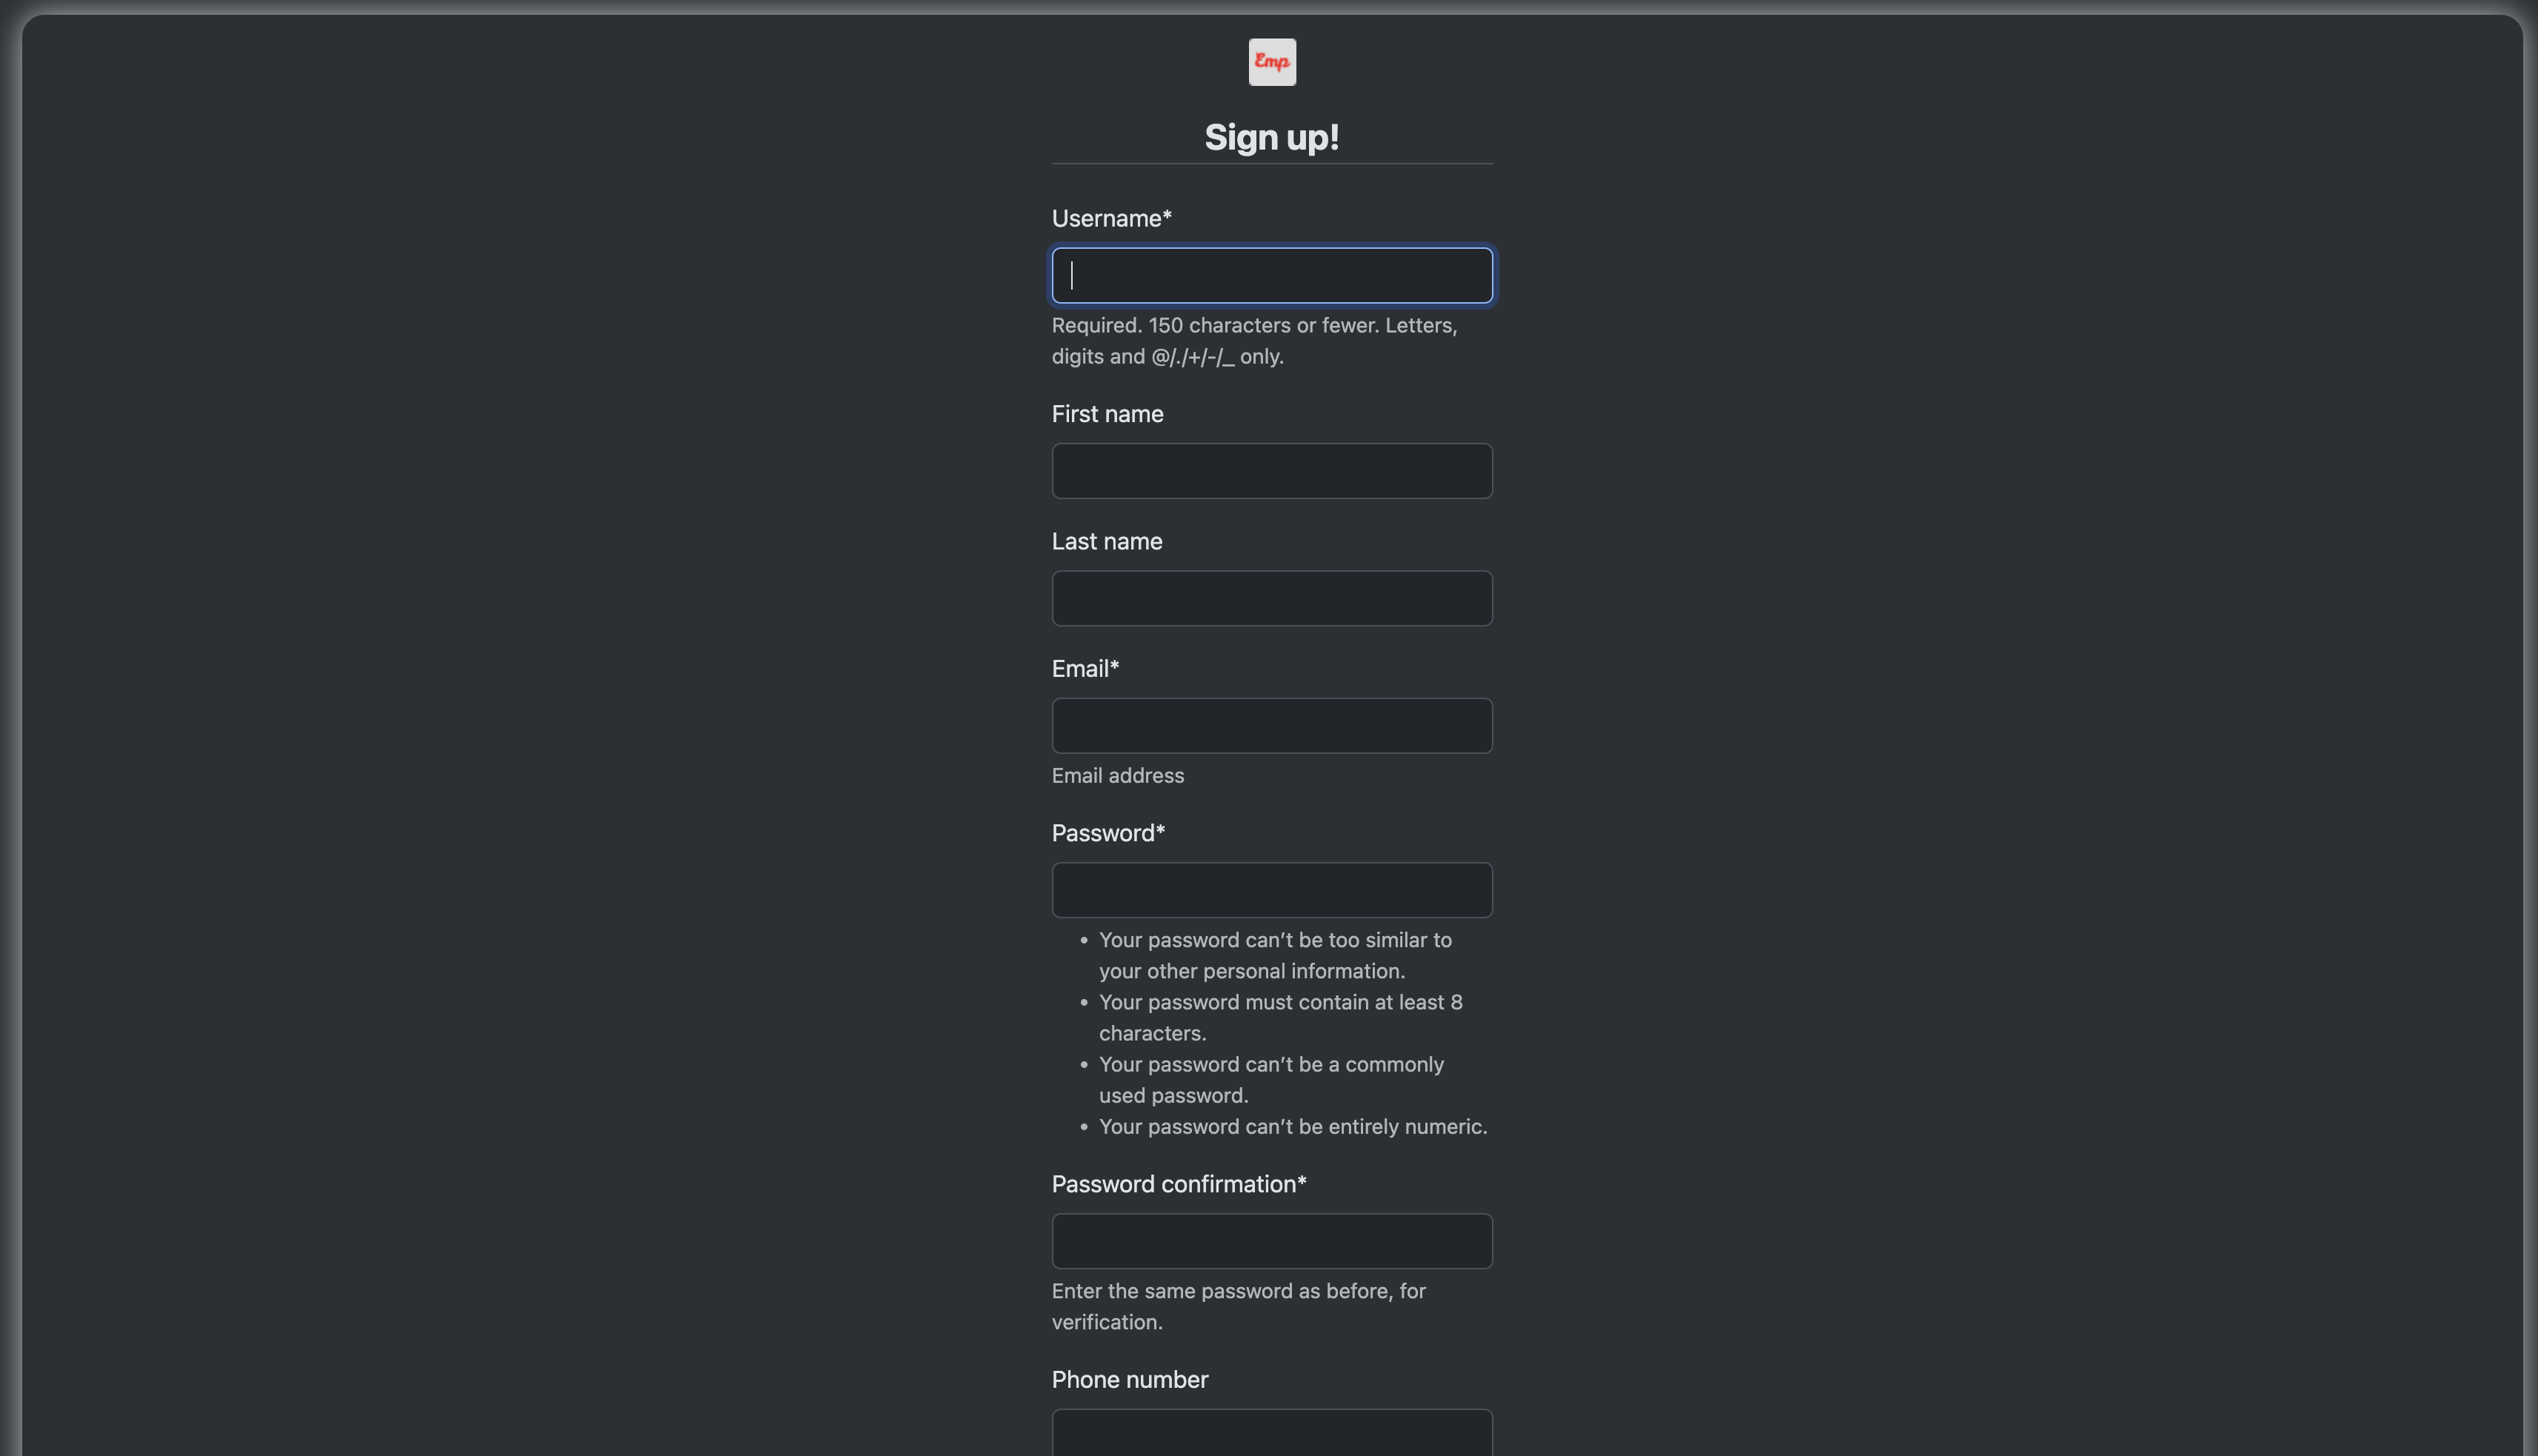 Emp
Sign up!
Username*
Required. 150 characters or fewer. Letters,
digits and @/./+/-/_ only.
First name
Last name
Email*
Email address
Password*
• Your password can’t be too similar to
your other personal information.
• Your password must contain at least 8
characters.
• Your password can’t be a commonly
used password.
• Your password can’t be entirely numeric.
Password confirmation*
Enter the same password as before, for
verification.
Phone number